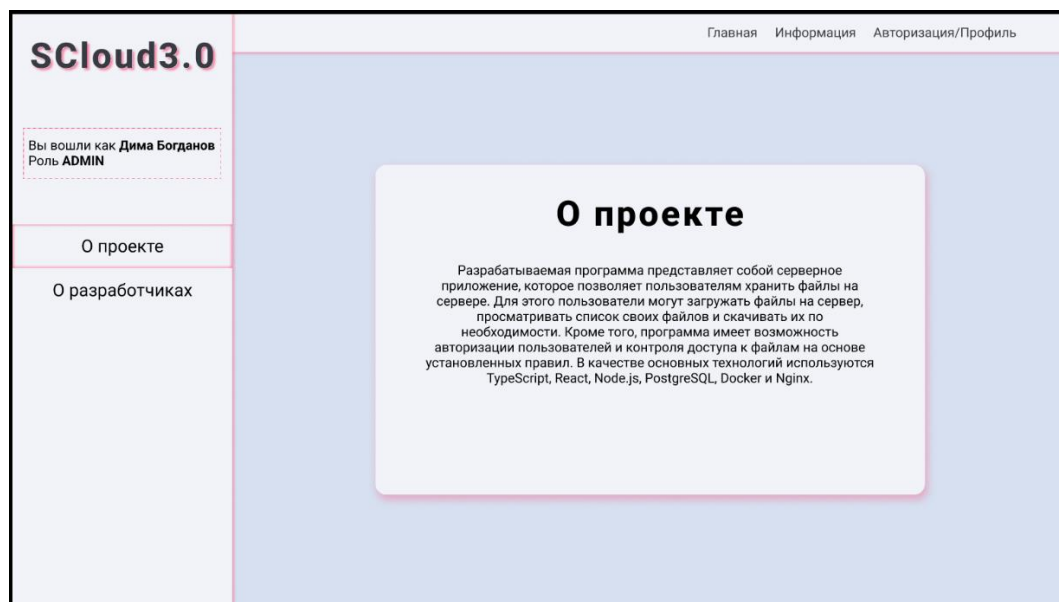 SCloud3.0
Главная Информация Авторизация/Профиль
Вы вошли как Дима Богданов
Роль ADMIN
О проекте
О разработчиках
О проекте
Разрабатываемая программа представляет собой серверное
приложение, которое позволяет пользователям хранить файлы на
сервере. Для этого пользователи могут загружать файлы на сервер,
просматривать список своих файлов и скачивать их по
необходимости. Кроме того, программа имеет возможность
авторизации пользователей и контроля доступа к файлам на основе
установленных правил. В качестве основных технологий используются
TypeScript, React, Node.js, PostgreSQL, Docker и Nginx.